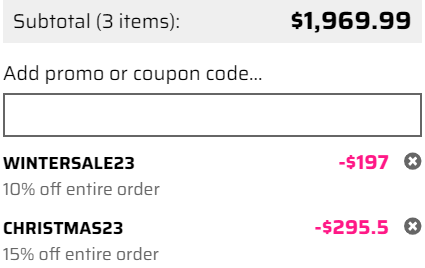 Subtotal (3 items): $1,969.99
Add promo or coupon code...
WINTERSALE23 -$197
10% off entire order
CHRISTMAS23 -$295.5
15% off entire order